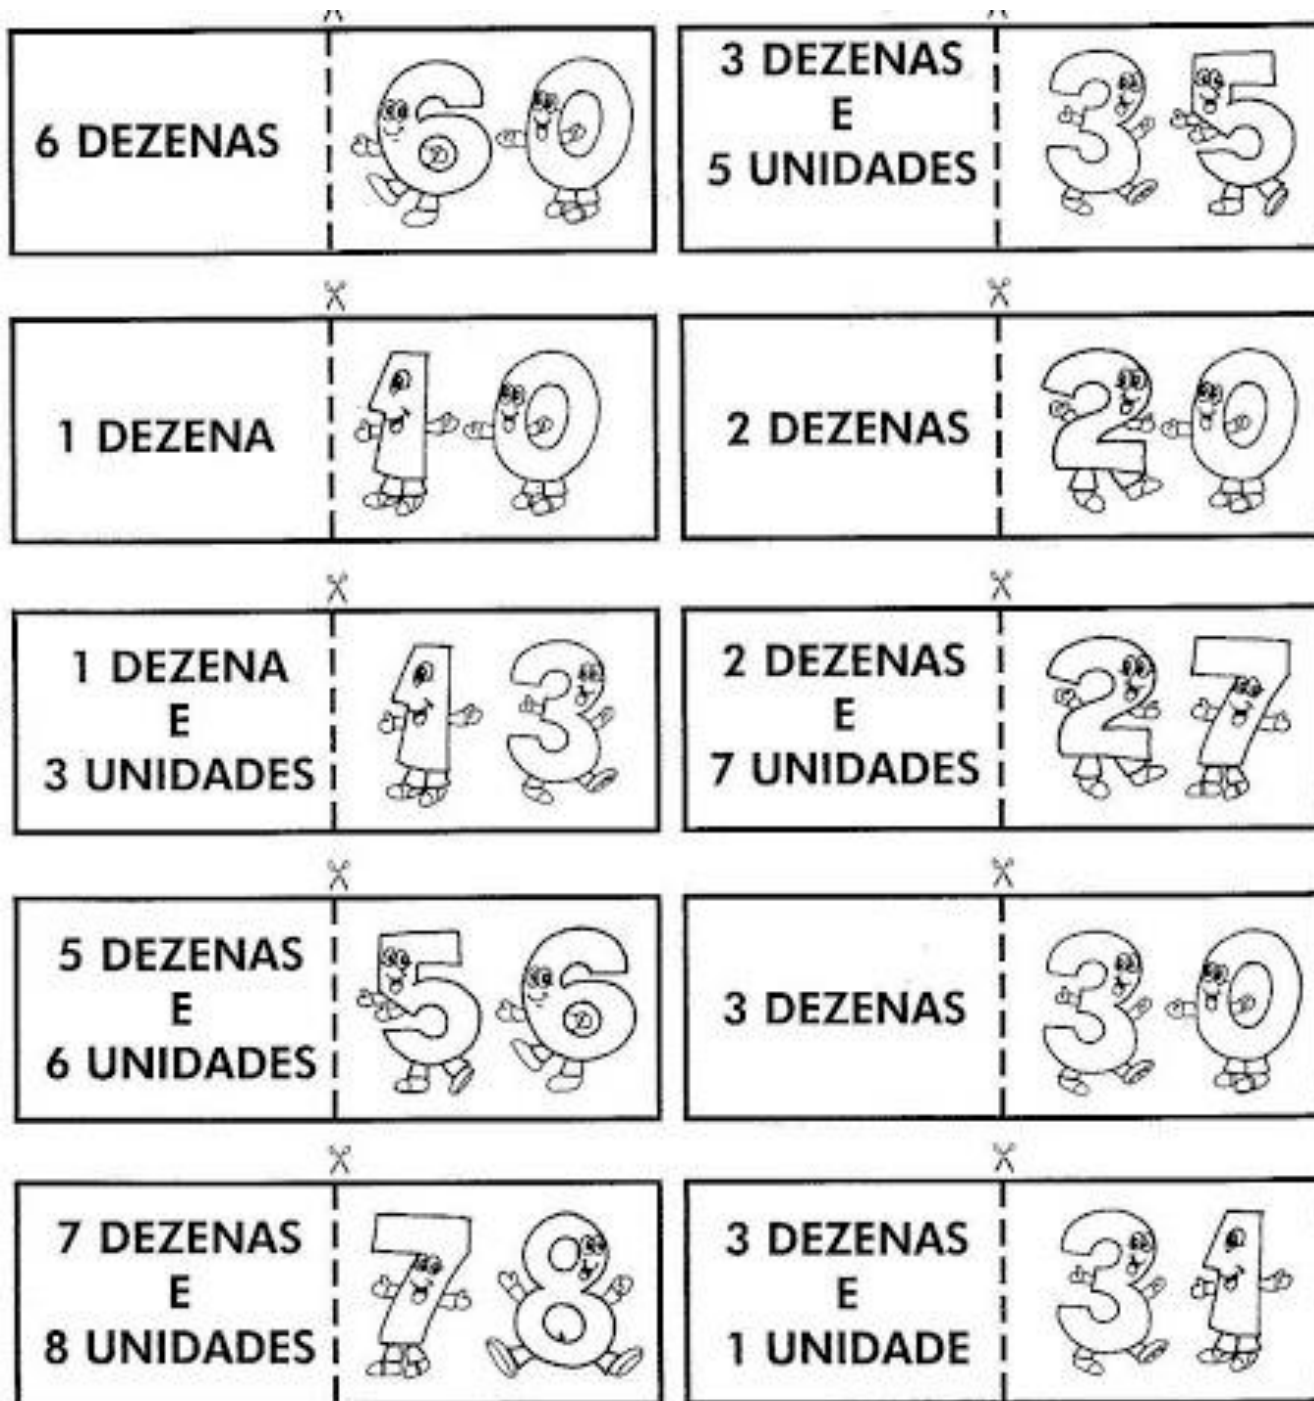 6 DEZENAS
60
3 DEZENAS
E
5 UNIDADES
35
1 DEZENA
10
2 DEZENAS
20
1 DEZENA
E
3 UNIDADES
13
2 DEZENAS
E
7 UNIDADES
27
5 DEZENAS
E
6 UNIDADES
56
3 DEZENAS
30
7 DEZENAS
E
8 UNIDADES
78
3 DEZENAS
E
1 UNIDADE
31